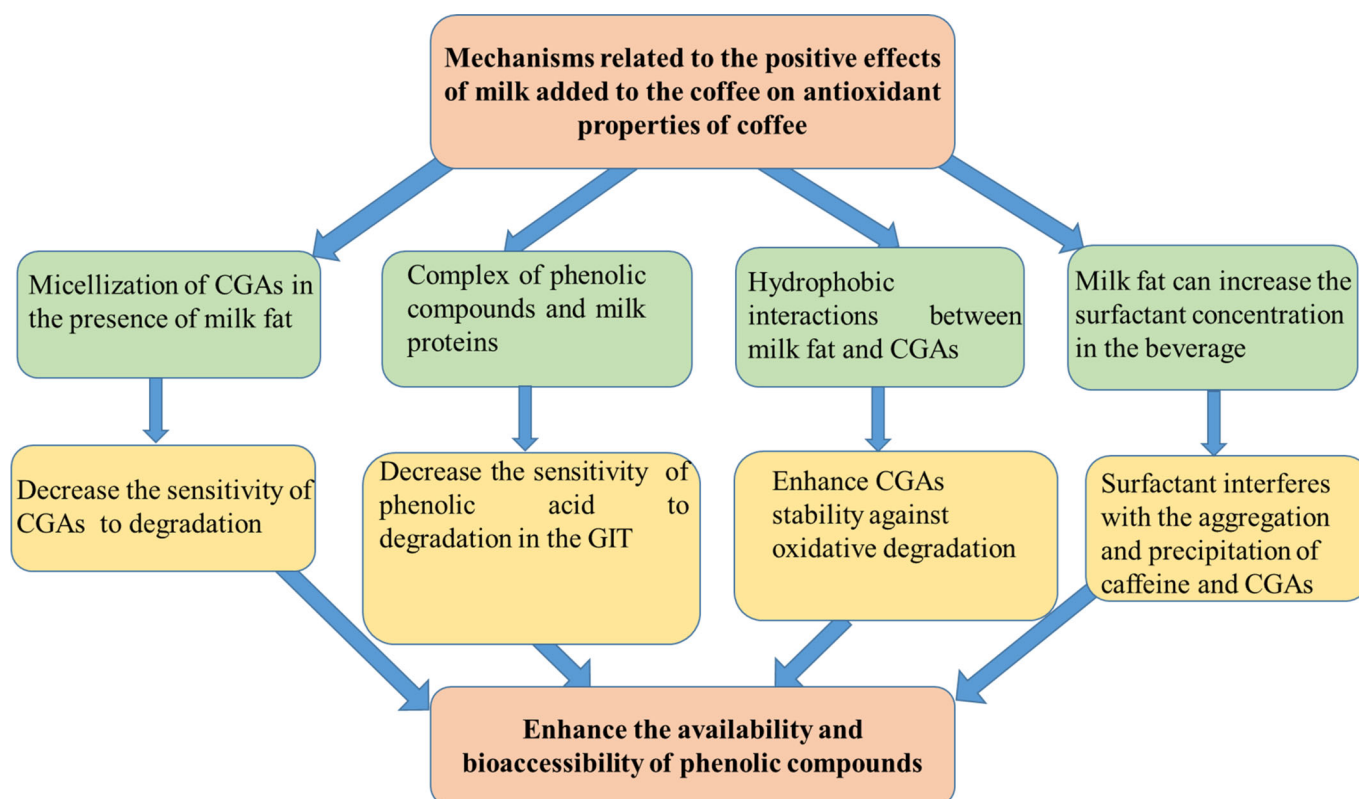 Mechanisms related to the positive effects
of milk added to the coffee on antioxidant
properties of coffee
Micellization of CGAs in
the presence of milk fat
Complex of phenolic
compounds and milk
proteins
Hydrophobic
interactions between
milk fat and CGAs
Milk fat can increase the
surfactant concentration
in the beverage
Decrease the sensitivity of
CGAs to degradation
Decrease the sensitivity of
phenolic acid to
degradation in the GIT
Enhance CGAs
stability against
oxidative degradation
Surfactant interferes
with the aggregation
and precipitation of
caffeine and CGAs
Enhance the availability and
bioaccessibility of phenolic compounds